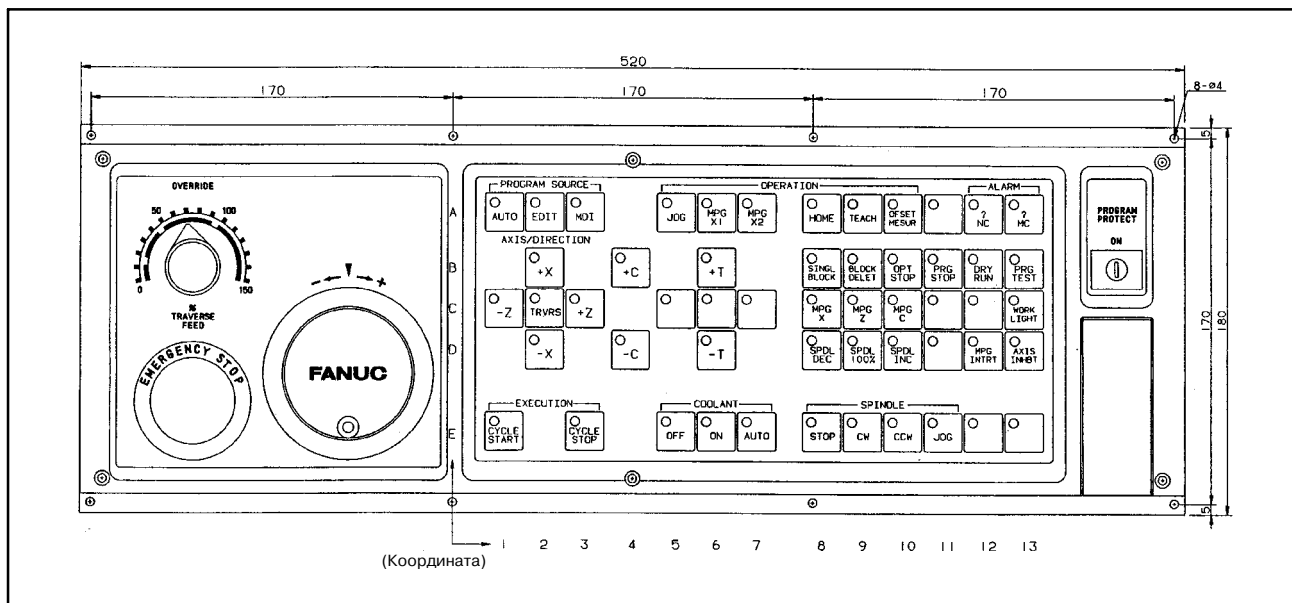 520
170 170 170
8-ø4
5
OVERRIDE
50 100
0 150
%
TRAVERSE
FEED
EMERGENCY STOP
- +
FANUC
PROGRAM SOURCE OPERATION ALARM
A
AUTO EDIT MDI JOG MPG X1 MPG X2 HOME TEACH OFSET MESUR ? NC ? MC
AXIS/DIRECTION
B
+X +C +T SINGL BLOCK BLOCK DELET OPT STOP PRG STOP DRY RUN PRG TEST
C
-Z TRVRS +Z MPG X MPG Z MPG C WORK LIGHT
D
-X -C -T SPDL DEC SPDL 100% SPDL INC MPG INTRT AXIS INHBT
EXECUTION COOLANT SPINDLE
E
CYCLE START CYCLE STOP OFF ON AUTO STOP CW CCW JOG
PROGRAM
PROTECT
ON
170 180
5
1 2 3 4 5 6 7 8 9 10 11 12 13
(Координата)